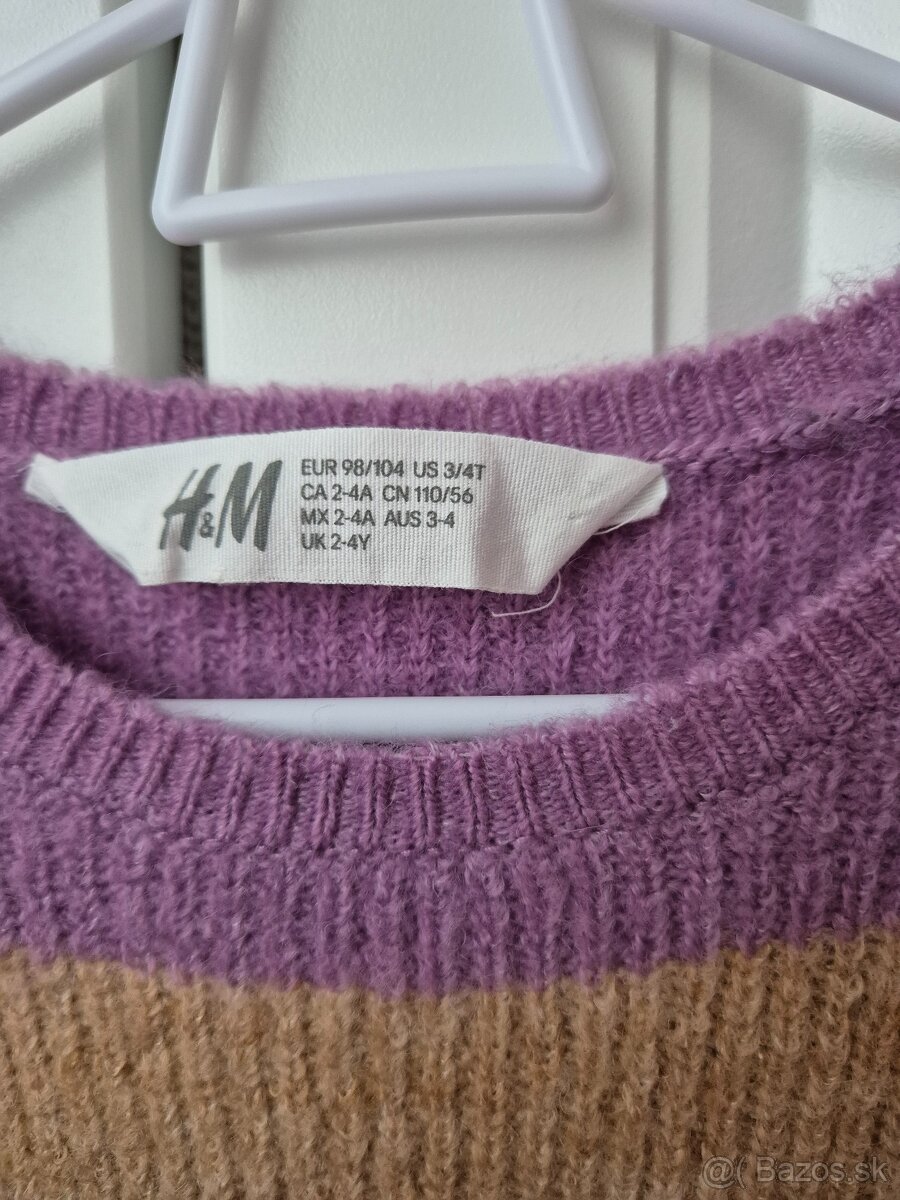 H&M
EUR 98/104 US 3/4T
CA 2-4A CN 110/56
MX 2-4A AUS 3-4
UK 2-4Y
@( Bazos.sk